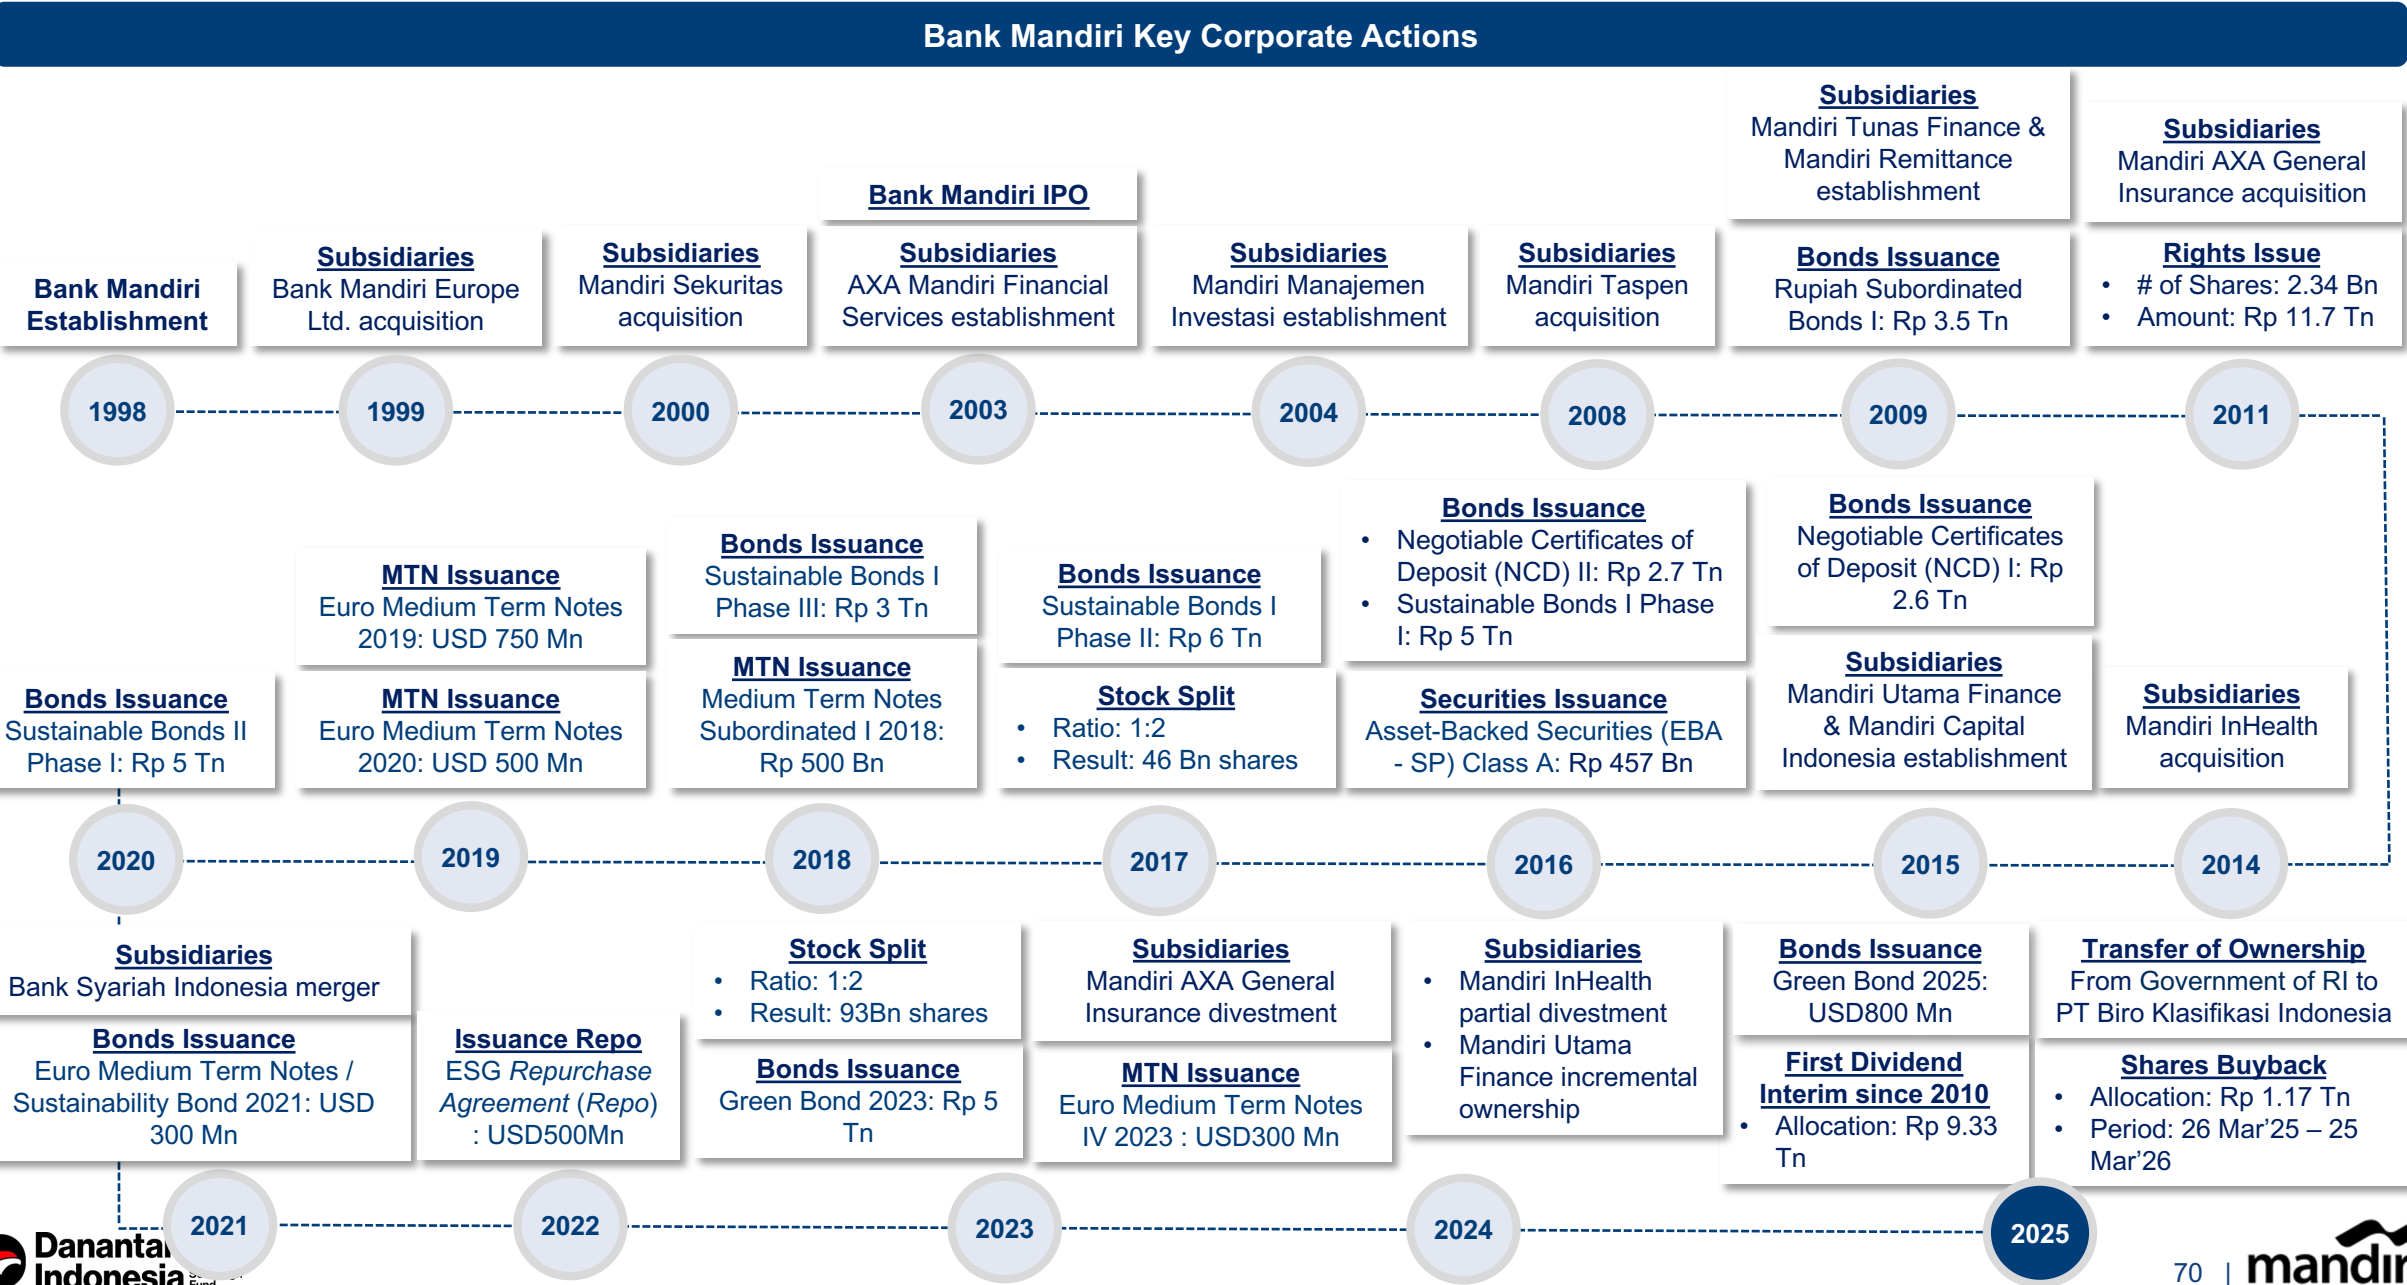 Bank Mandiri Key Corporate Actions
Bank Mandiri
Establishment
1998
Subsidiaries
Bank Mandiri Europe
Ltd. acquisition
1999
Subsidiaries
Mandiri Sekuritas
acquisition
2000
Bank Mandiri IPO
Subsidiaries
AXA Mandiri Financial
Services establishment
2003
Subsidiaries
Mandiri Manajemen
Investasi establishment
2004
Subsidiaries
Mandiri Taspen
acquisition
2008
Subsidiaries
Mandiri Tunas Finance &
Mandiri Remittance
establishment
Bonds Issuance
Rupiah Subordinated
Bonds I: Rp 3.5 Tn
2009
Subsidiaries
Mandiri AXA General
Insurance acquisition
Rights Issue
• # of Shares: 2.34 Bn
• Amount: Rp 11.7 Tn
2011
Bonds Issuance
Sustainable Bonds II
Phase I: Rp 5 Tn
2020
MTN Issuance
Euro Medium Term Notes
2019: USD 750 Mn
MTN Issuance
Euro Medium Term Notes
2020: USD 500 Mn
2019
Bonds Issuance
Sustainable Bonds I
Phase III: Rp 3 Tn
MTN Issuance
Medium Term Notes
Subordinated I 2018:
Rp 500 Bn
2018
Bonds Issuance
Sustainable Bonds I
Phase II: Rp 6 Tn
Stock Split
• Ratio: 1:2
• Result: 46 Bn shares
2017
Bonds Issuance
• Negotiable Certificates of
Deposit (NCD) II: Rp 2.7 Tn
• Sustainable Bonds I Phase
I: Rp 5 Tn
Securities Issuance
Asset-Backed Securities (EBA
- SP) Class A: Rp 457 Bn
2016
Bonds Issuance
Negotiable Certificates
of Deposit (NCD) I: Rp
2.6 Tn
Subsidiaries
Mandiri Utama Finance
& Mandiri Capital
Indonesia establishment
2015
Subsidiaries
Mandiri InHealth
acquisition
2014
Subsidiaries
Bank Syariah Indonesia merger
Bonds Issuance
Euro Medium Term Notes /
Sustainability Bond 2021: USD
300 Mn
2021
Issuance Repo
ESG Repurchase
Agreement (Repo)
: USD500Mn
2022
Stock Split
• Ratio: 1:2
• Result: 93Bn shares
Bonds Issuance
Green Bond 2023: Rp 5
Tn
Subsidiaries
Mandiri AXA General
Insurance divestment
MTN Issuance
Euro Medium Term Notes
IV 2023 : USD300 Mn
2023
Subsidiaries
• Mandiri InHealth
partial divestment
• Mandiri Utama
Finance incremental
ownership
2024
Bonds Issuance
Green Bond 2025:
USD800 Mn
First Dividend
Interim since 2010
• Allocation: Rp 9.33
Tn
Transfer of Ownership
From Government of RI to
PT Biro Klasifikasi Indonesia
Shares Buyback
• Allocation: Rp 1.17 Tn
• Period: 26 Mar’25 – 25
Mar’26
2025
Indonesia
70 |